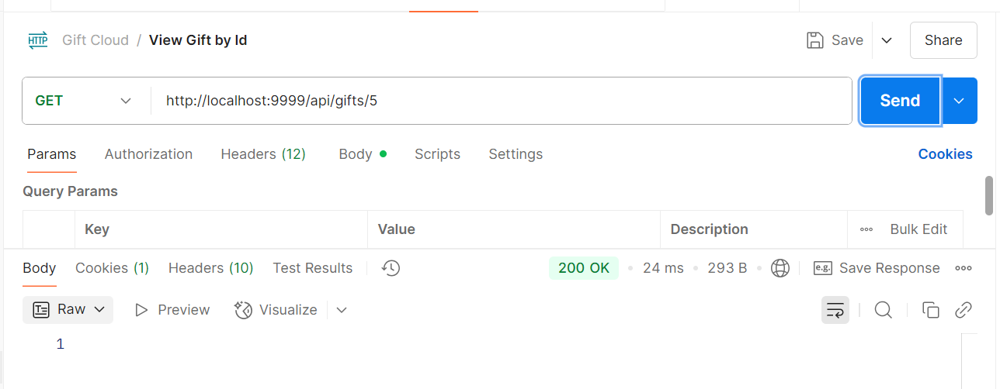 HTTP Gift Cloud / View Gift by Id Save Share
GET http://localhost:9999/api/gifts/5 Send
Params Authorization Headers (12) Body Scripts Settings Cookies
Query Params
Key Value Description Bulk Edit
Body Cookies (1) Headers (10) Test Results 200 OK 24 ms 293 B e.g. Save Response
Raw Preview Visualize
1